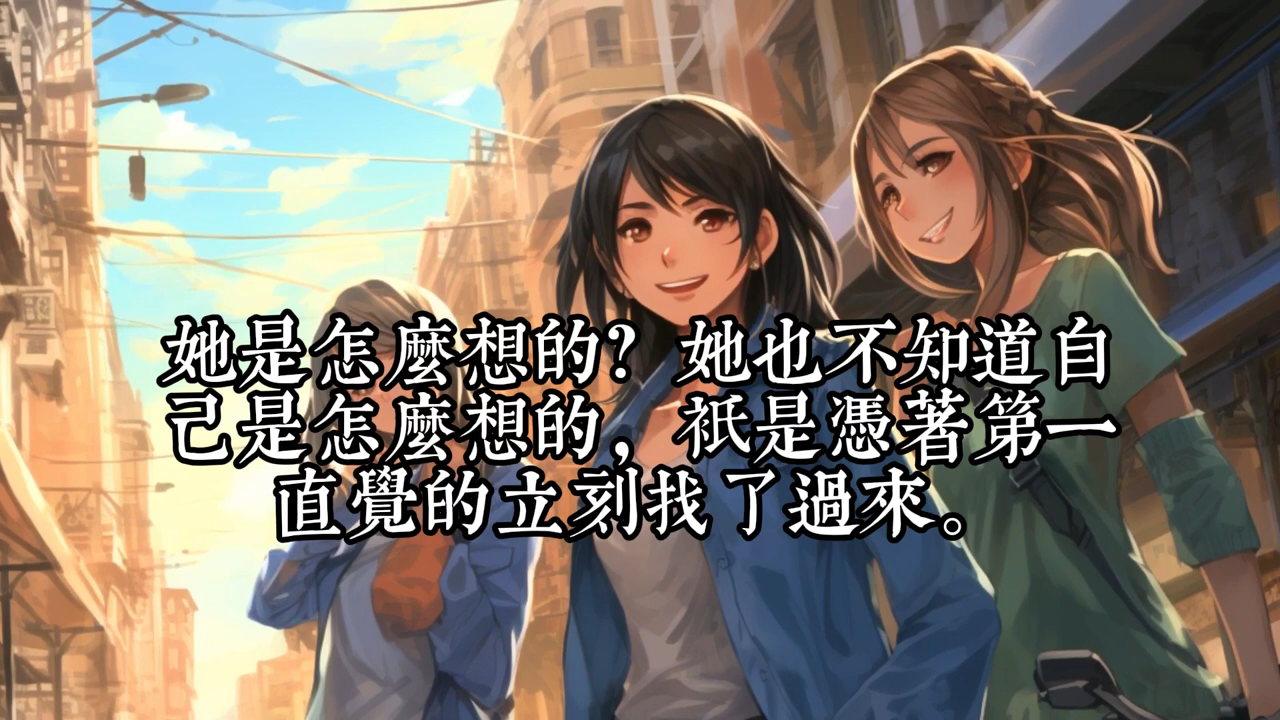 她是怎麼想的？她也不知道自
己是怎麼想的，祇是憑著第一
直覺的立刻找了過來。